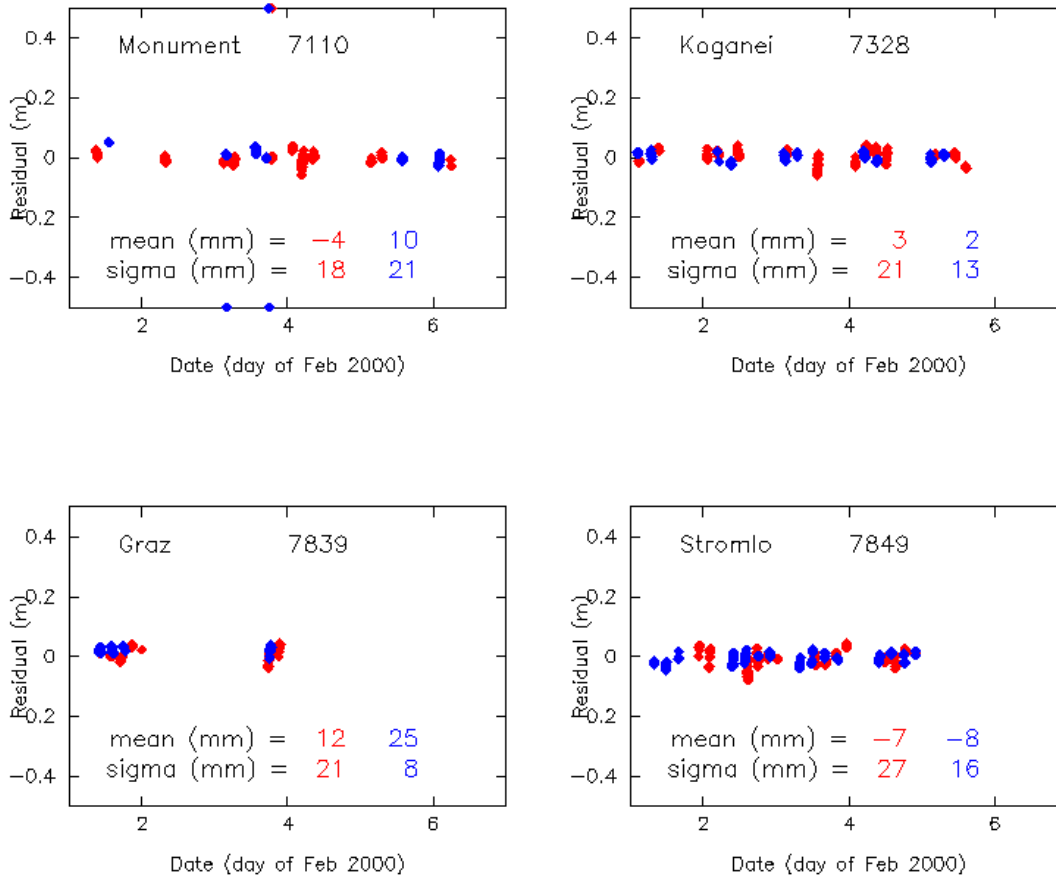 Monument 7110
0.4
0.2
0
−0.2
−0.4
Residual (m)
mean (mm) = −4 10
sigma (mm) = 18 21
2 4 6
Date (day of Feb 2000)
Koganei 7328
0.4
0.2
0
−0.2
−0.4
Residual (m)
mean (mm) = 3 2
sigma (mm) = 21 13
2 4 6
Date (day of Feb 2000)
Graz 7839
0.4
0.2
0
−0.2
−0.4
Residual (m)
mean (mm) = 12 25
sigma (mm) = 21 8
2 4 6
Date (day of Feb 2000)
Stromlo 7849
0.4
0.2
0
−0.2
−0.4
Residual (m)
mean (mm) = −7 −8
sigma (mm) = 27 16
2 4 6
Date (day of Feb 2000)